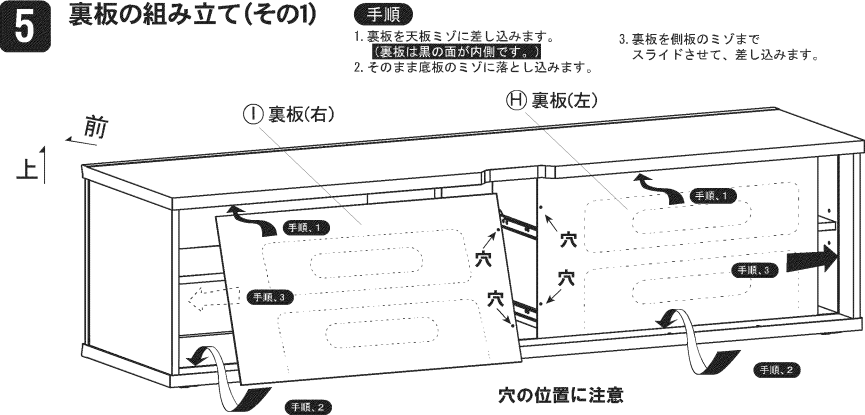 5 裏板の組み立て(その1)
手順
1. 裏板を天板ミゾに差し込みます。
(裏板は黒の面が内側です。)
2. そのまま底板のミゾに落とし込みます。
3. 裏板を側板のミゾまで
スライドさせて、差し込みます。
前
上
Ⓘ 裏板(右)
Ⓗ 裏板(左)
手順、1
手順、1
穴
穴
穴
穴
手順、3
手順、3
手順、2
手順、2
穴の位置に注意